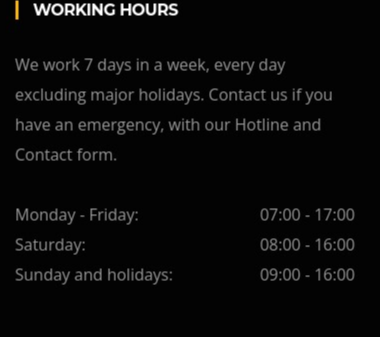 WORKING HOURS
We work 7 days in a week, every day
excluding major holidays. Contact us if you
have an emergency, with our Hotline and
Contact form.
Monday - Friday: 07:00 - 17:00
Saturday: 08:00 - 16:00
Sunday and holidays: 09:00 - 16:00